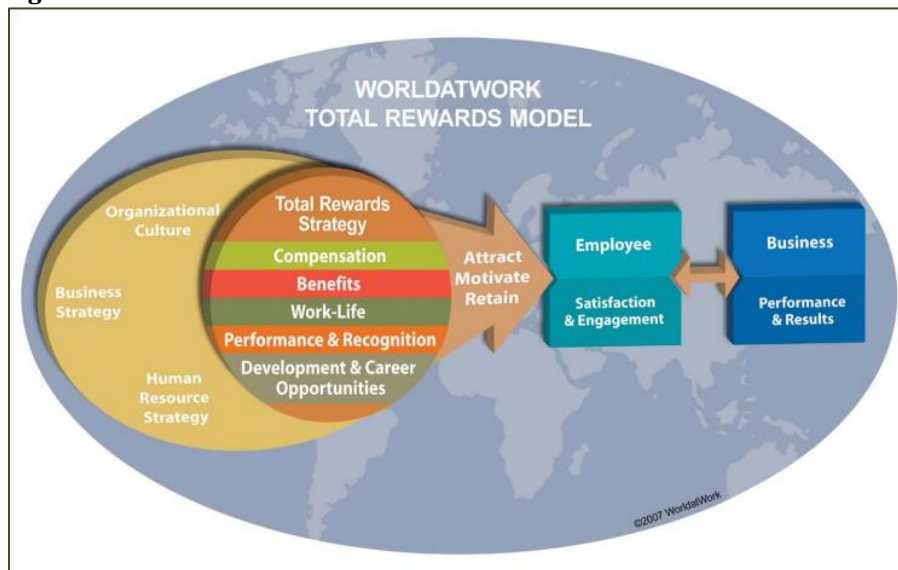 WORLDATWORK
TOTAL REWARDS MODEL
Organizational
Culture
Business
Strategy
Human
Resource
Strategy
Total Rewards
Strategy
Compensation
Benefits
Work-Life
Performance & Recognition
Development & Career
Opportunities
Attract
Motivate
Retain
Employee
Satisfaction
& Engagement
Business
Performance
& Results
©2007 WorldatWork